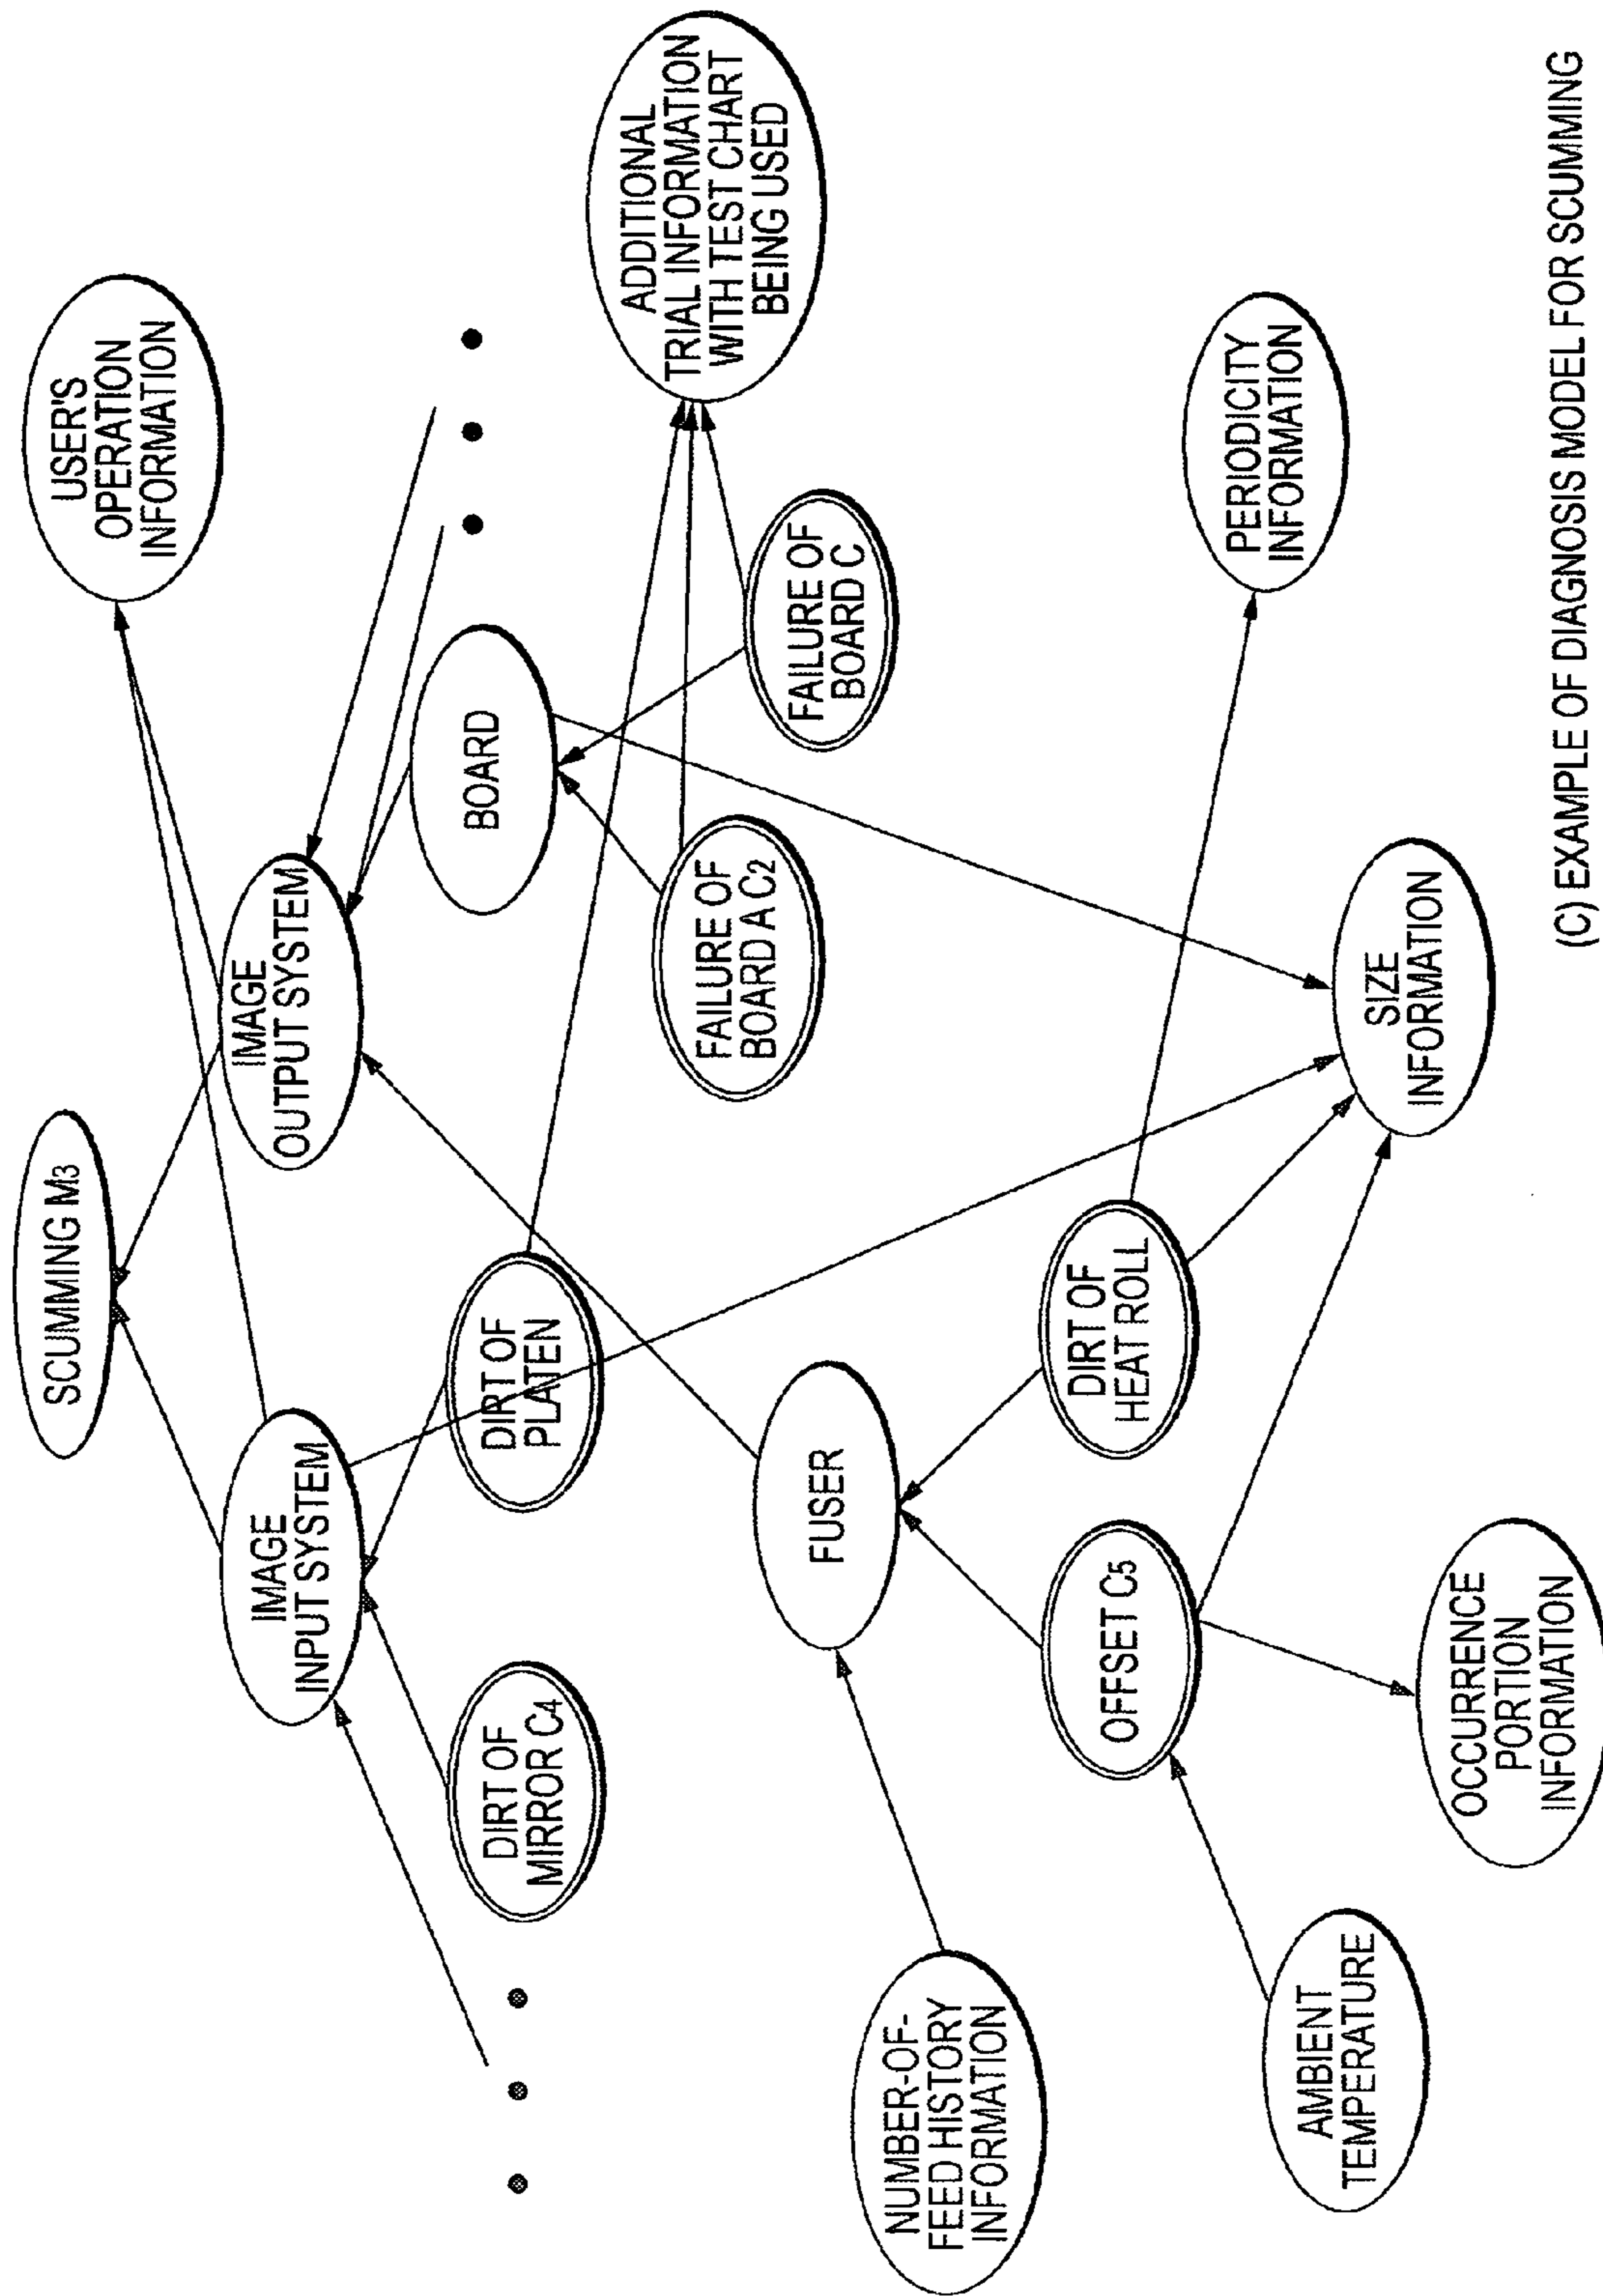 SCUMMING M3
USER'S
OPERATION
INFORMATION
IMAGE
INPUT SYSTEM
IMAGE
OUTPUT SYSTEM
DIRT OF
MIRROR C4
DIRT OF
PLATEN
BOARD
ADDITIONAL
TRIAL INFORMATION
WITH TEST CHART
BEING USED
FAILURE OF
BOARD A C2
FAILURE OF
BOARD C
NUMBER-OF-
FEED HISTORY
INFORMATION
FUSER
OFFSET C5
DIRT OF
HEAT ROLL
PERIODICITY
INFORMATION
AMBIENT
TEMPERATURE
OCCURRENCE
PORTION
INFORMATION
SIZE
INFORMATION
(C) EXAMPLE OF DIAGNOSIS MODEL FOR SCUMMING